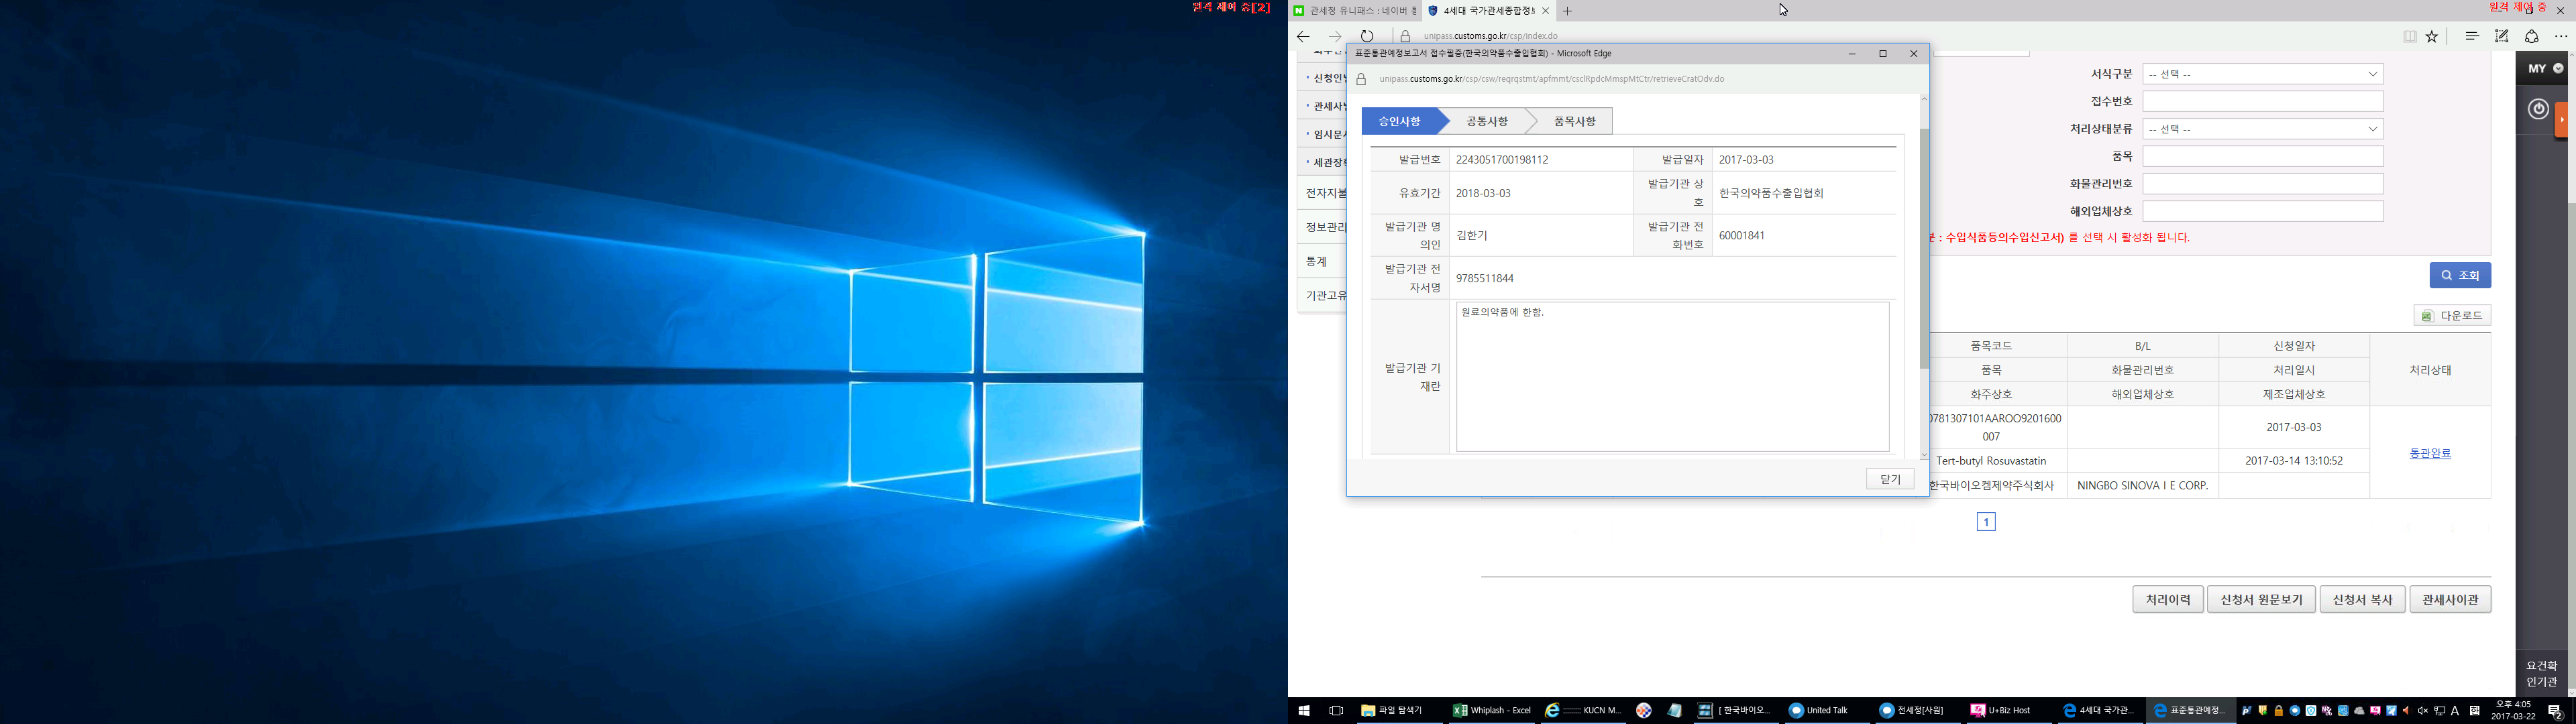 원격 제어 중[2]
관세청 유니패스 : 네이버 통
4세대 국가관세종합정보
원격 제어 중
unipass.customs.go.kr/csp/index.do
표준통관예정보고서 접수필증(한국의약품수출입협회) - Microsoft Edge
unipass.customs.go.kr/csp/csw/reqrqstmt/apfmmt/csclRpdcMmspMtCtr/retrieveCratOdv.do
승인사항
공통사항
품목사항
발급번호 2243051700198112 발급일자 2017-03-03
유효기간 2018-03-03 발급기관 상호 한국의약품수출입협회
발급기관 명의인 김한기 발급기관 전화번호 60001841
발급기관 전자서명 9785511844
발급기관 기재란 원료의약품에 한함.
닫기
신청인
관세사
임시문서
세관장
전자지불
정보관리
통계
기관고유
서식구분 -- 선택 --
접수번호
처리상태분류 -- 선택 --
품목
화물관리번호
해외업체상호
: 수입식품등의수입신고서) 를 선택 시 활성화 됩니다.
조회
다운로드
품목코드 B/L 신청일자 처리상태
품목 화물관리번호 처리일시
화주상호 해외업체상호 제조업체상호
0781307101AAROO9201600
007
2017-03-03
통관완료
Tert-butyl Rosuvastatin 2017-03-14 13:10:52
한국바이오켐제약주식회사 NINGBO SINOVA I E CORP.
1
처리이력
신청서 원문보기
신청서 복사
관세사이관
MY
요건확
인기관
파일 탐색기
Whiplash - Excel
KUCN M...
[ 한국바이오...
United Talk
전세정[사원]
U+Biz Host
4세대 국가관...
표준통관예정...
A
오후 4:05
2017-03-22